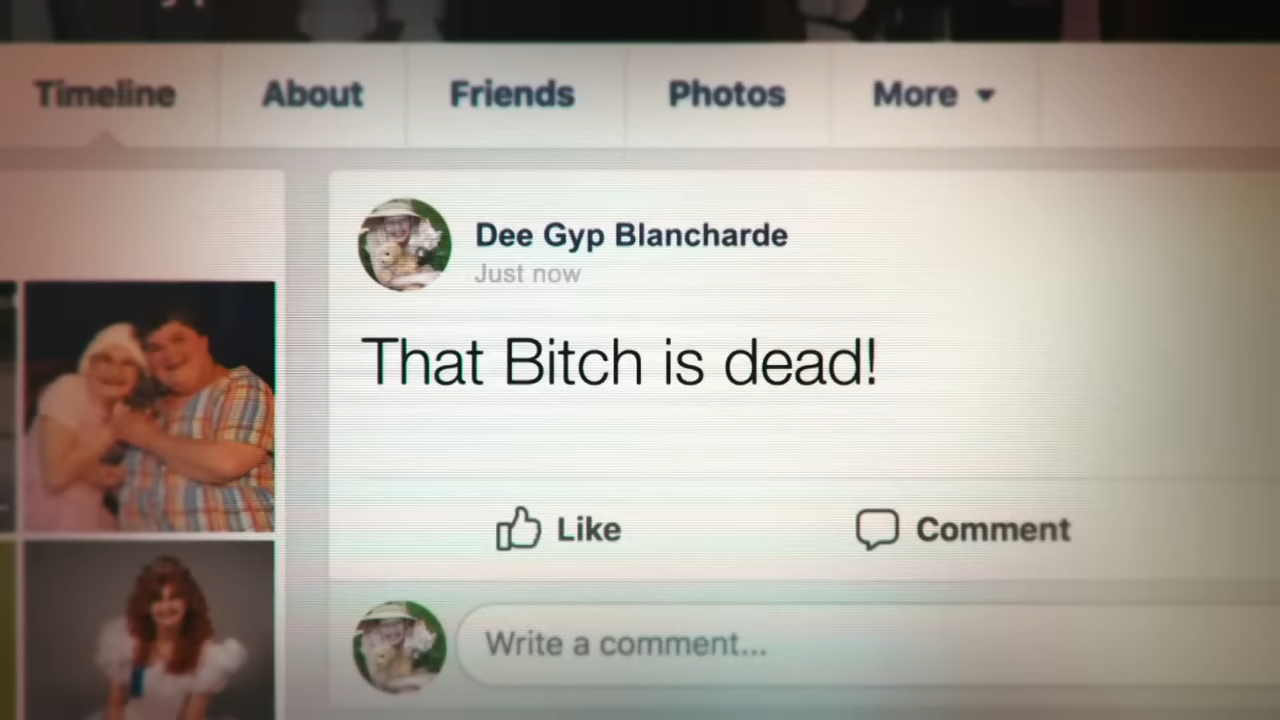 Timeline
About
Friends
Photos
More
Dee Gyp Blancharde
Just now
That Bitch is dead!
Like
Comment
Write a comment...